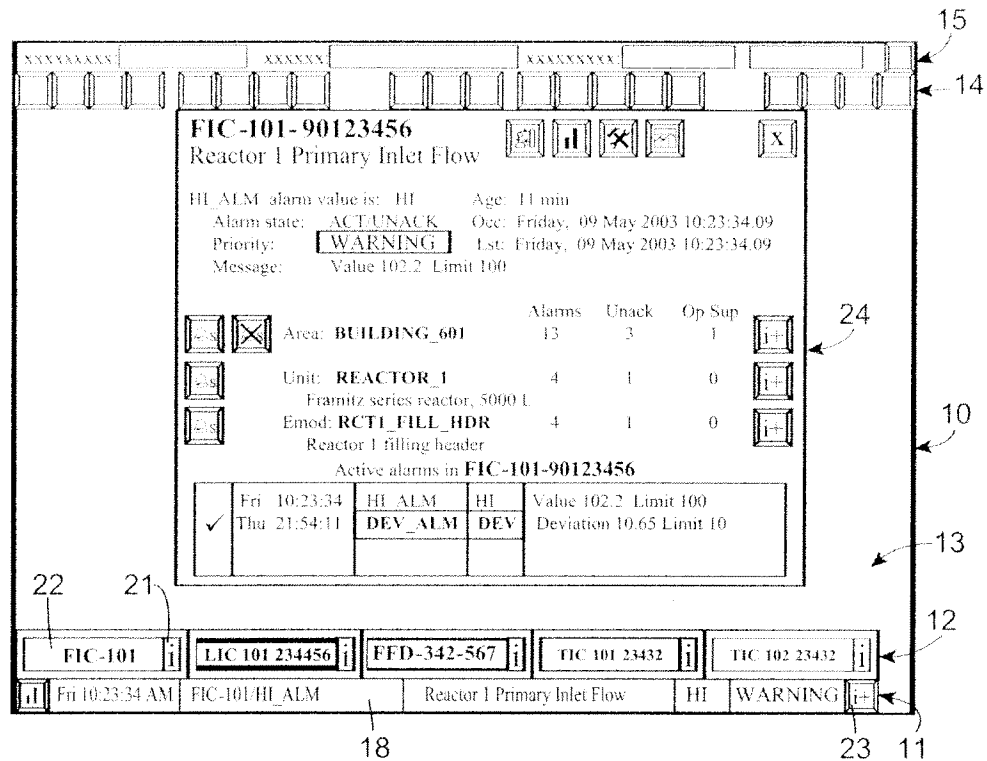 15
xxxxxxxxx: xxxxxx: xxxxxxxxx:
14
FIC-101-90123456 X
Reactor 1 Primary Inlet Flow
HI_ALM alarm value is: HI Age: 11 min
Alarm state: ACT/UNACK Occ: Friday, 09 May 2003 10:23:34.09
Priority: WARNING Lst: Friday, 09 May 2003 10:23:34.09
Message: Value 102.2 Limit 100
Alarms Unack Op Sup
24
Area: BUILDING_601 13 3 1 i+
Unit: REACTOR_1 4 1 0 i+
Framitz series reactor, 5000 L
Emod: RCT1_FILL_HDR 4 1 0 i+
10
Reactor 1 filling header
Active alarms in FIC-101-90123456
Fri 10:23:34 HI_ALM HI Value 102.2 Limit 100
✓ Thu 21:54:11 DEV_ALM DEV Deviation 10.65 Limit 10
13
22 21
12
FIC-101 i LIC 101 234456 i FFD-342-567 i TIC 101 23432 i TIC 102 23432 i
Fri 10:23:34 AM FIC-101/HI_ALM Reactor 1 Primary Inlet Flow HI WARNING i+
18 23 11